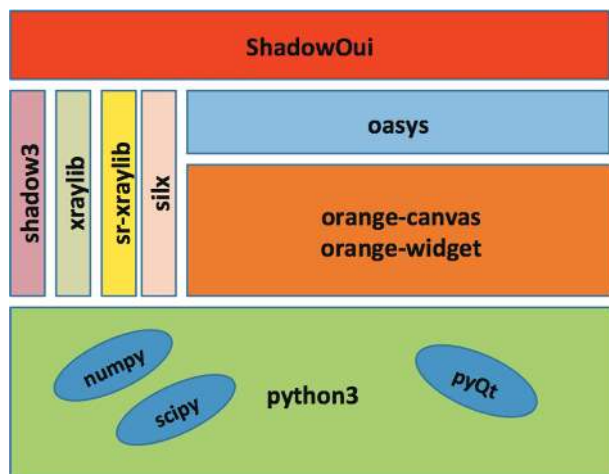 ShadowOui
shadow3
xraylib
sr-xraylib
silx
oasys
orange-canvas
orange-widget
numpy
scipy
python3
pyQt